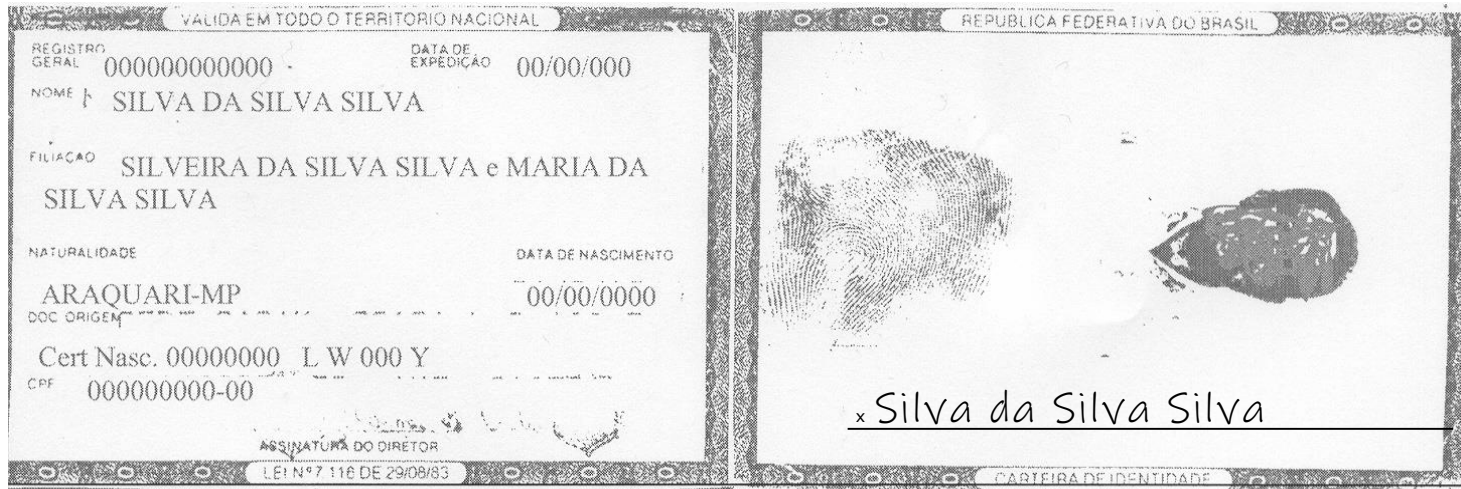 VALIDA EM TODO O TERRITORIO NACIONAL
REGISTRO GERAL 000000000000 DATA DE EXPEDIÇÃO 00/00/000
NOME SILVA DA SILVA SILVA
FILIAÇAO SILVEIRA DA SILVA SILVA e MARIA DA
SILVA SILVA
NATURALIDADE DATA DE NASCIMENTO
ARAQUARI-MP 00/00/0000
DOC ORIGEM
Cert Nasc. 00000000 L W 000 Y
CPF 000000000-00
ASSINATURA DO DIRETOR
LEI Nº 7.116 DE 29/08/83
REPUBLICA FEDERATIVA DO BRASIL
x Silva da Silva Silva
CARTEIRA DE IDENTIDADE